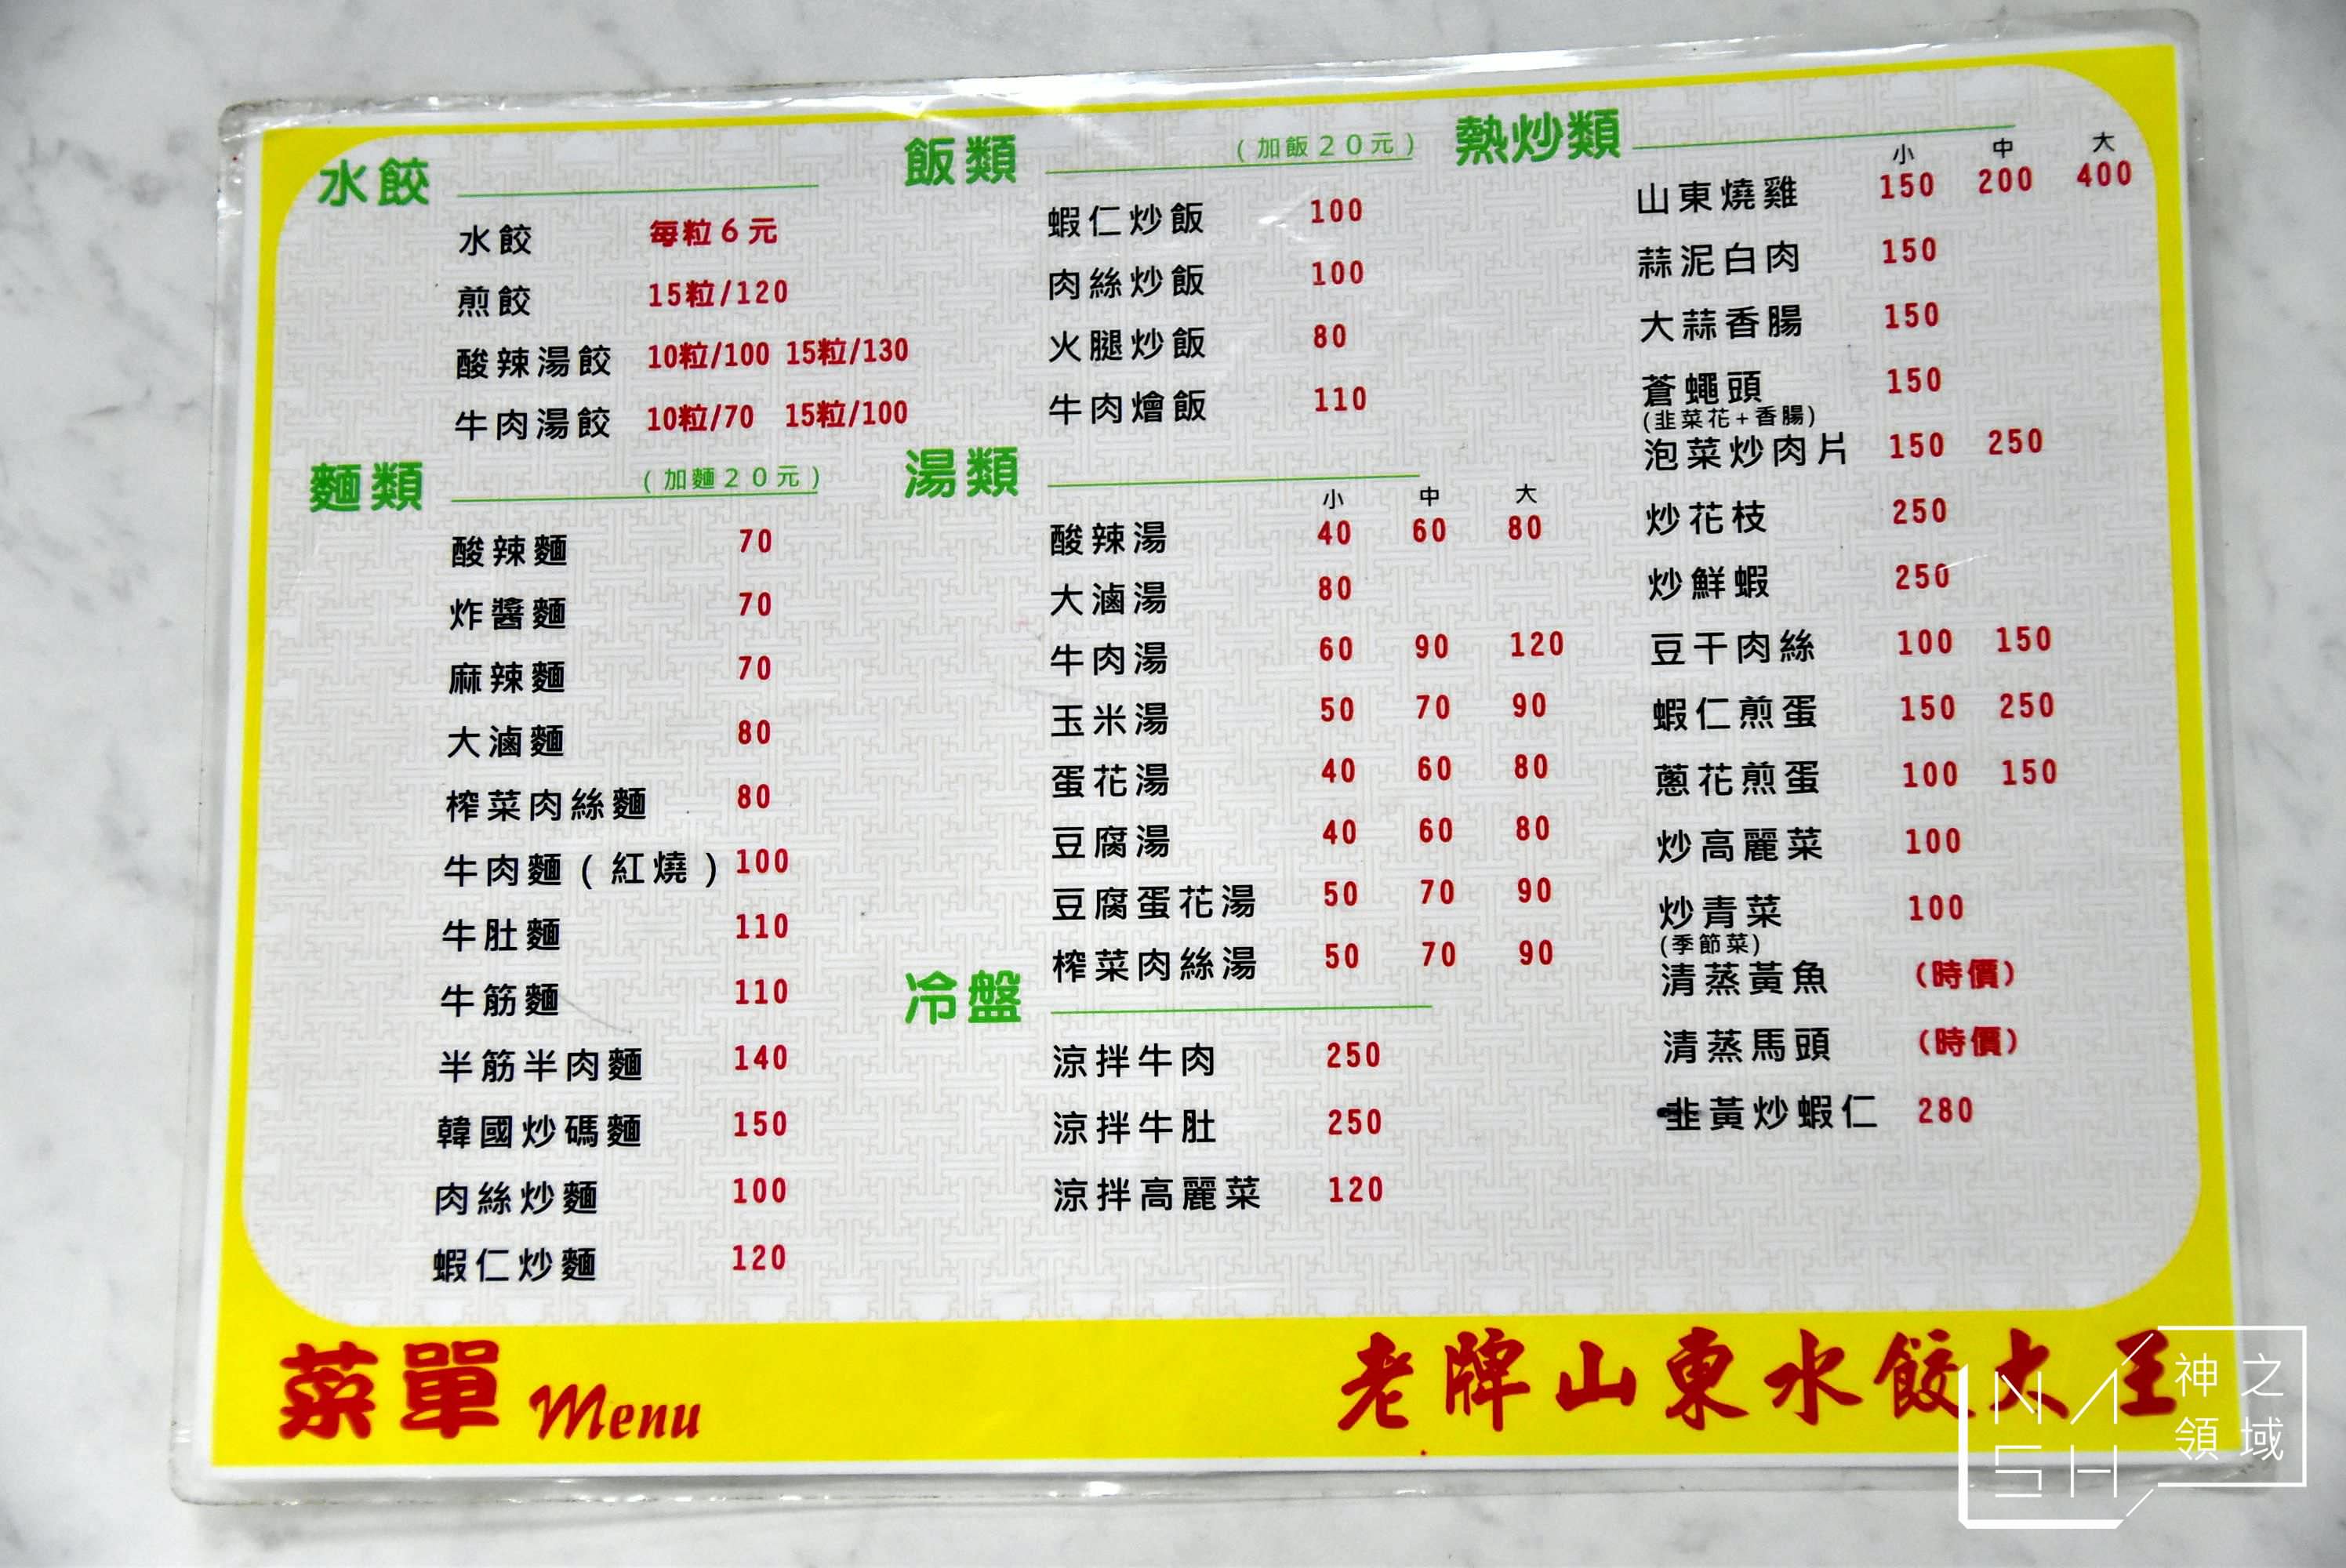 水餃
水餃 每粒6元
煎餃 15粒/120
酸辣湯餃 10粒/100 15粒/130
牛肉湯餃 10粒/70 15粒/100
麵類 (加麵20元)
酸辣麵 70
炸醬麵 70
麻辣麵 70
大滷麵 80
榨菜肉絲麵 80
牛肉麵(紅燒) 100
牛肚麵 110
牛筋麵 110
半筋半肉麵 140
韓國炒碼麵 150
肉絲炒麵 100
蝦仁炒麵 120
飯類 (加飯20元)
蝦仁炒飯 100
肉絲炒飯 100
火腿炒飯 80
牛肉燴飯 110
湯類
小 中 大
酸辣湯 40 60 80
大滷湯 80
牛肉湯 60 90 120
玉米湯 50 70 90
蛋花湯 40 60 80
豆腐湯 40 60 80
豆腐蛋花湯 50 70 90
榨菜肉絲湯 50 70 90
冷盤
涼拌牛肉 250
涼拌牛肚 250
涼拌高麗菜 120
熱炒類
小 中 大
山東燒雞 150 200 400
蒜泥白肉 150
大蒜香腸 150
蒼蠅頭 150
(韭菜花+香腸)
泡菜炒肉片 150 250
炒花枝 250
炒鮮蝦 250
豆干肉絲 100 150
蝦仁煎蛋 150 250
蔥花煎蛋 100 150
炒高麗菜 100
炒青菜 100
(季節菜)
清蒸黃魚 (時價)
清蒸馬頭 (時價)
韭黃炒蝦仁 280
菜單 Menu
老牌山東水餃大王
神之
領域
NA
SH